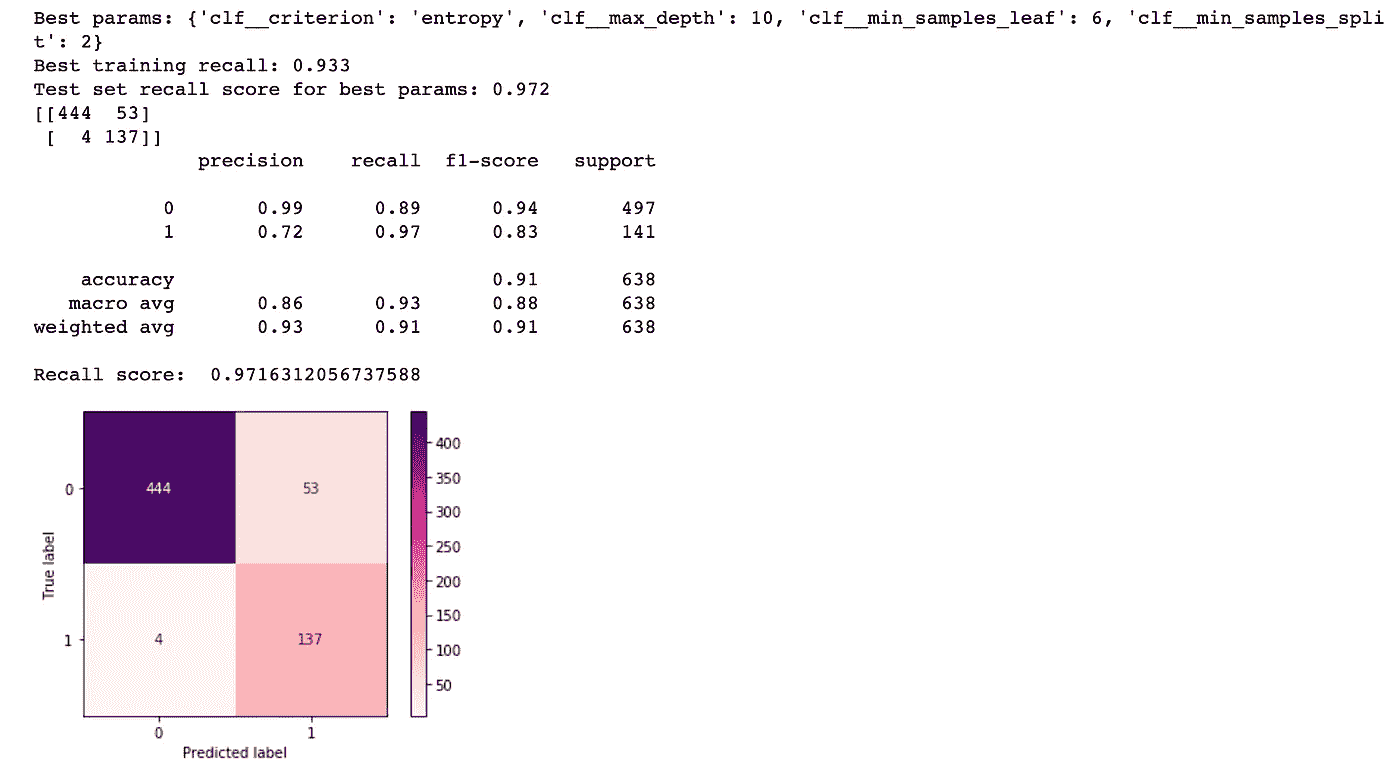 Best params: {'clf__criterion': 'entropy', 'clf__max_depth': 10, 'clf__min_samples_leaf': 6, 'clf__min_samples_spli
t': 2}
Best training recall: 0.933
Test set recall score for best params: 0.972
[[444  53]
 [  4 137]]
              precision    recall  f1-score   support
           0       0.99      0.89      0.94       497
           1       0.72      0.97      0.83       141
    accuracy                           0.91       638
   macro avg       0.86      0.93      0.88       638
weighted avg       0.93      0.91      0.91       638
Recall score:  0.9716312056737588
400
350
300
250
200
150
100
50
True label
0
444
53
1
4
137
0
1
Predicted label